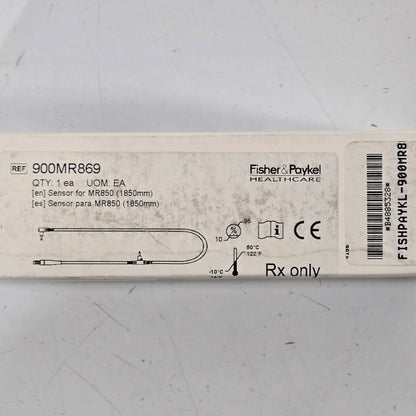 REF 900MR869
QTY: 1 ea UOM: EA
[en] Sensor for MR850 (1850mm)
[es] Sensor para MR850 (1850mm)
Fisher&Paykel
HEALTHCARE
95
10
%
i
50°C
122°F
-10°C
Rx only
*B4885328*
FISHPAYKL-900MR8